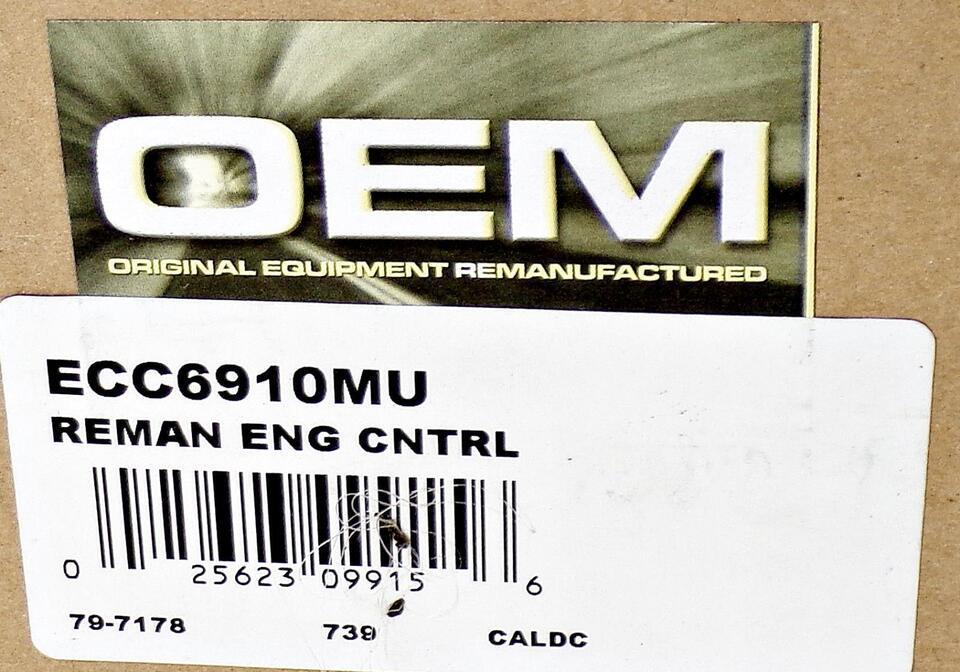 OEM
ORIGINAL EQUIPMENT REMANUFACTURED
ECC6910MU
REMAN ENG CNTRL
0 25623 09915 6
79-7178 739 CALDC